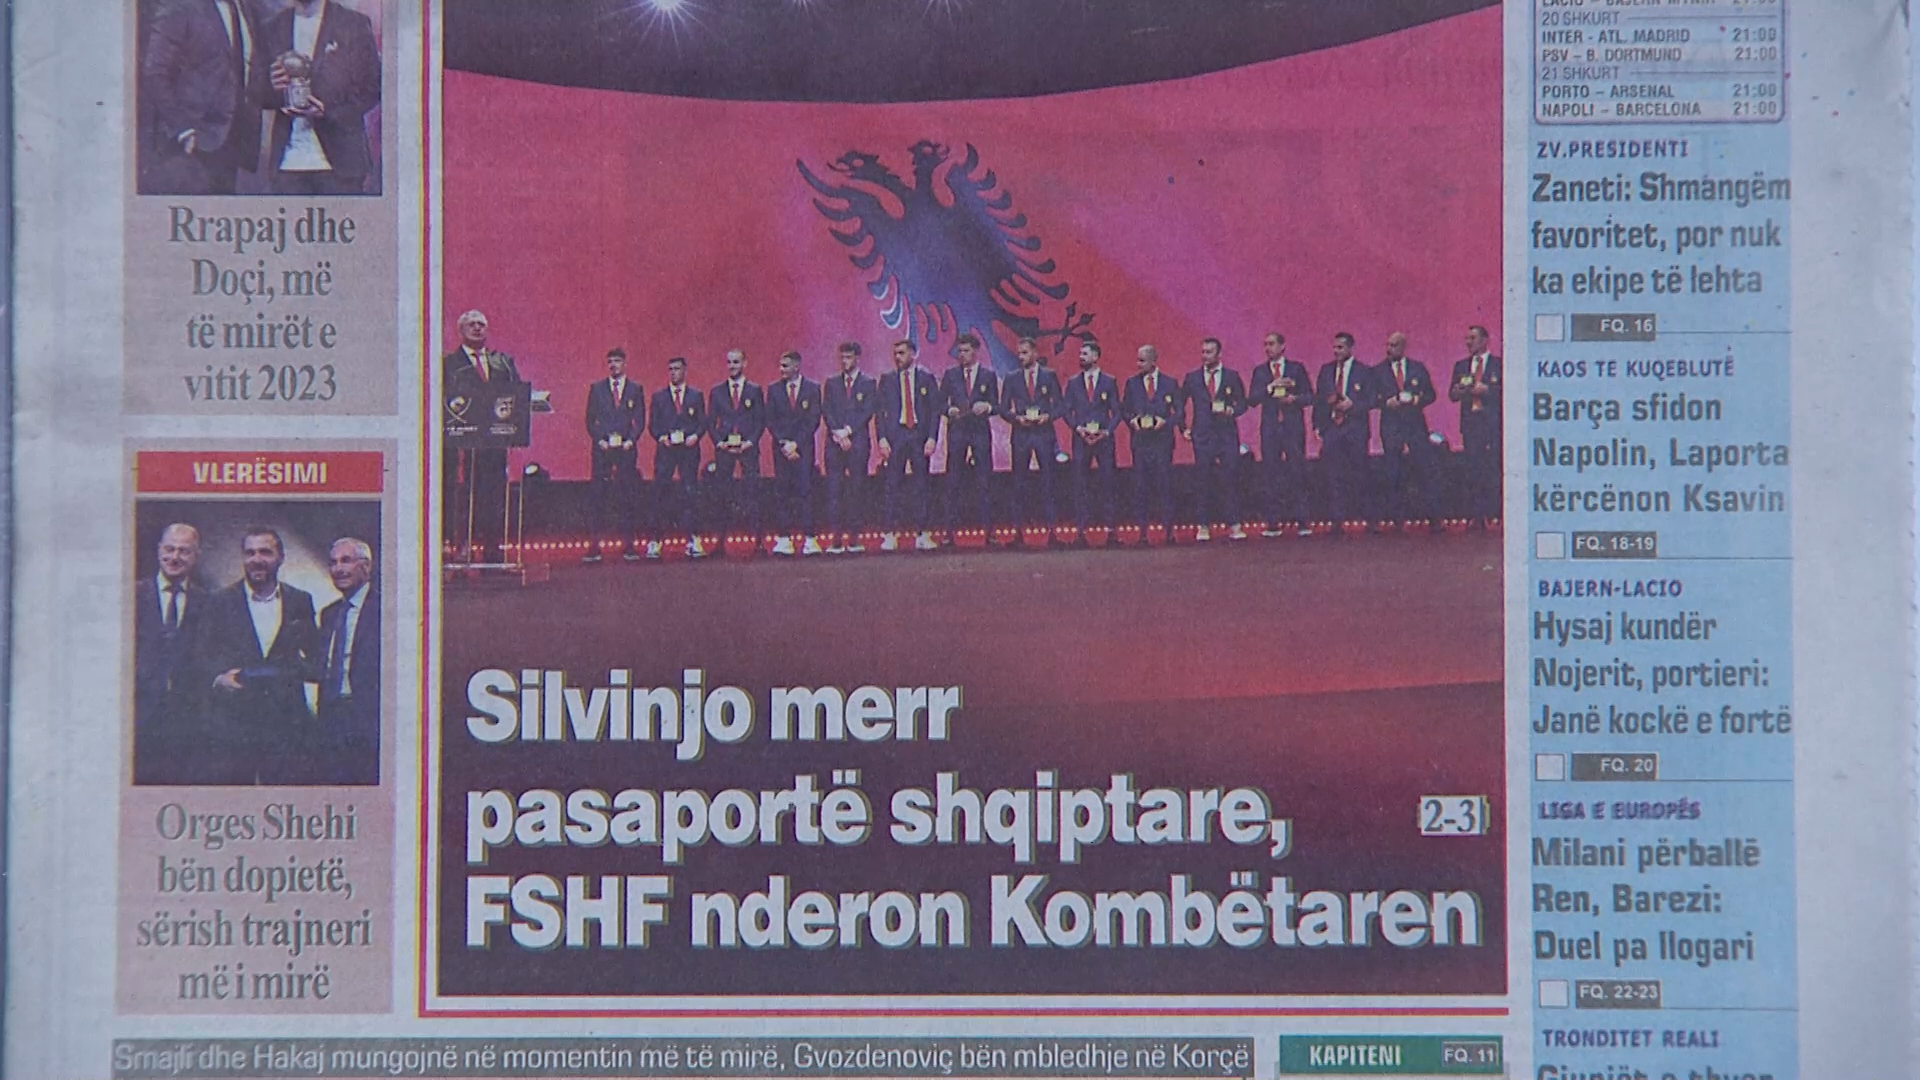 Rrapaj dhe
Doçi, më
të mirët e
vitit 2023
VLERËSIMI
Orges Shehi
bën dopietë,
sërish trajneri
më i mirë
Silvinjo merr
pasaportë shqiptare,
FSHF nderon Kombëtaren
2-3
20 SHKURT
INTER - ATL. MADRID 21:00
PSV - B. DORTMUND 21:00
21 SHKURT
PORTO - ARSENAL 21:00
NAPOLI - BARCELONA 21:00
ZV.PRESIDENTI
Zaneti: Shmangëm
favoritet, por nuk
ka ekipe të lehta
FQ. 16
KAOS TE KUQEBLUTË
Barça sfidon
Napolin, Laporta
kërcënon Ksavin
FQ. 18-19
BAJERN-LACIO
Hysaj kundër
Nojerit, portieri:
Janë kockë e fortë
FQ. 20
LIGA E EUROPËS
Milani përballë
Ren, Barezi:
Duel pa llogari
FQ. 22-23
TRONDITET REALI
Smajli dhe Hakaj mungojnë në momentin më të mirë, Gvozdenoviç bën mbledhje në Korçë
KAPITENI FQ. 11